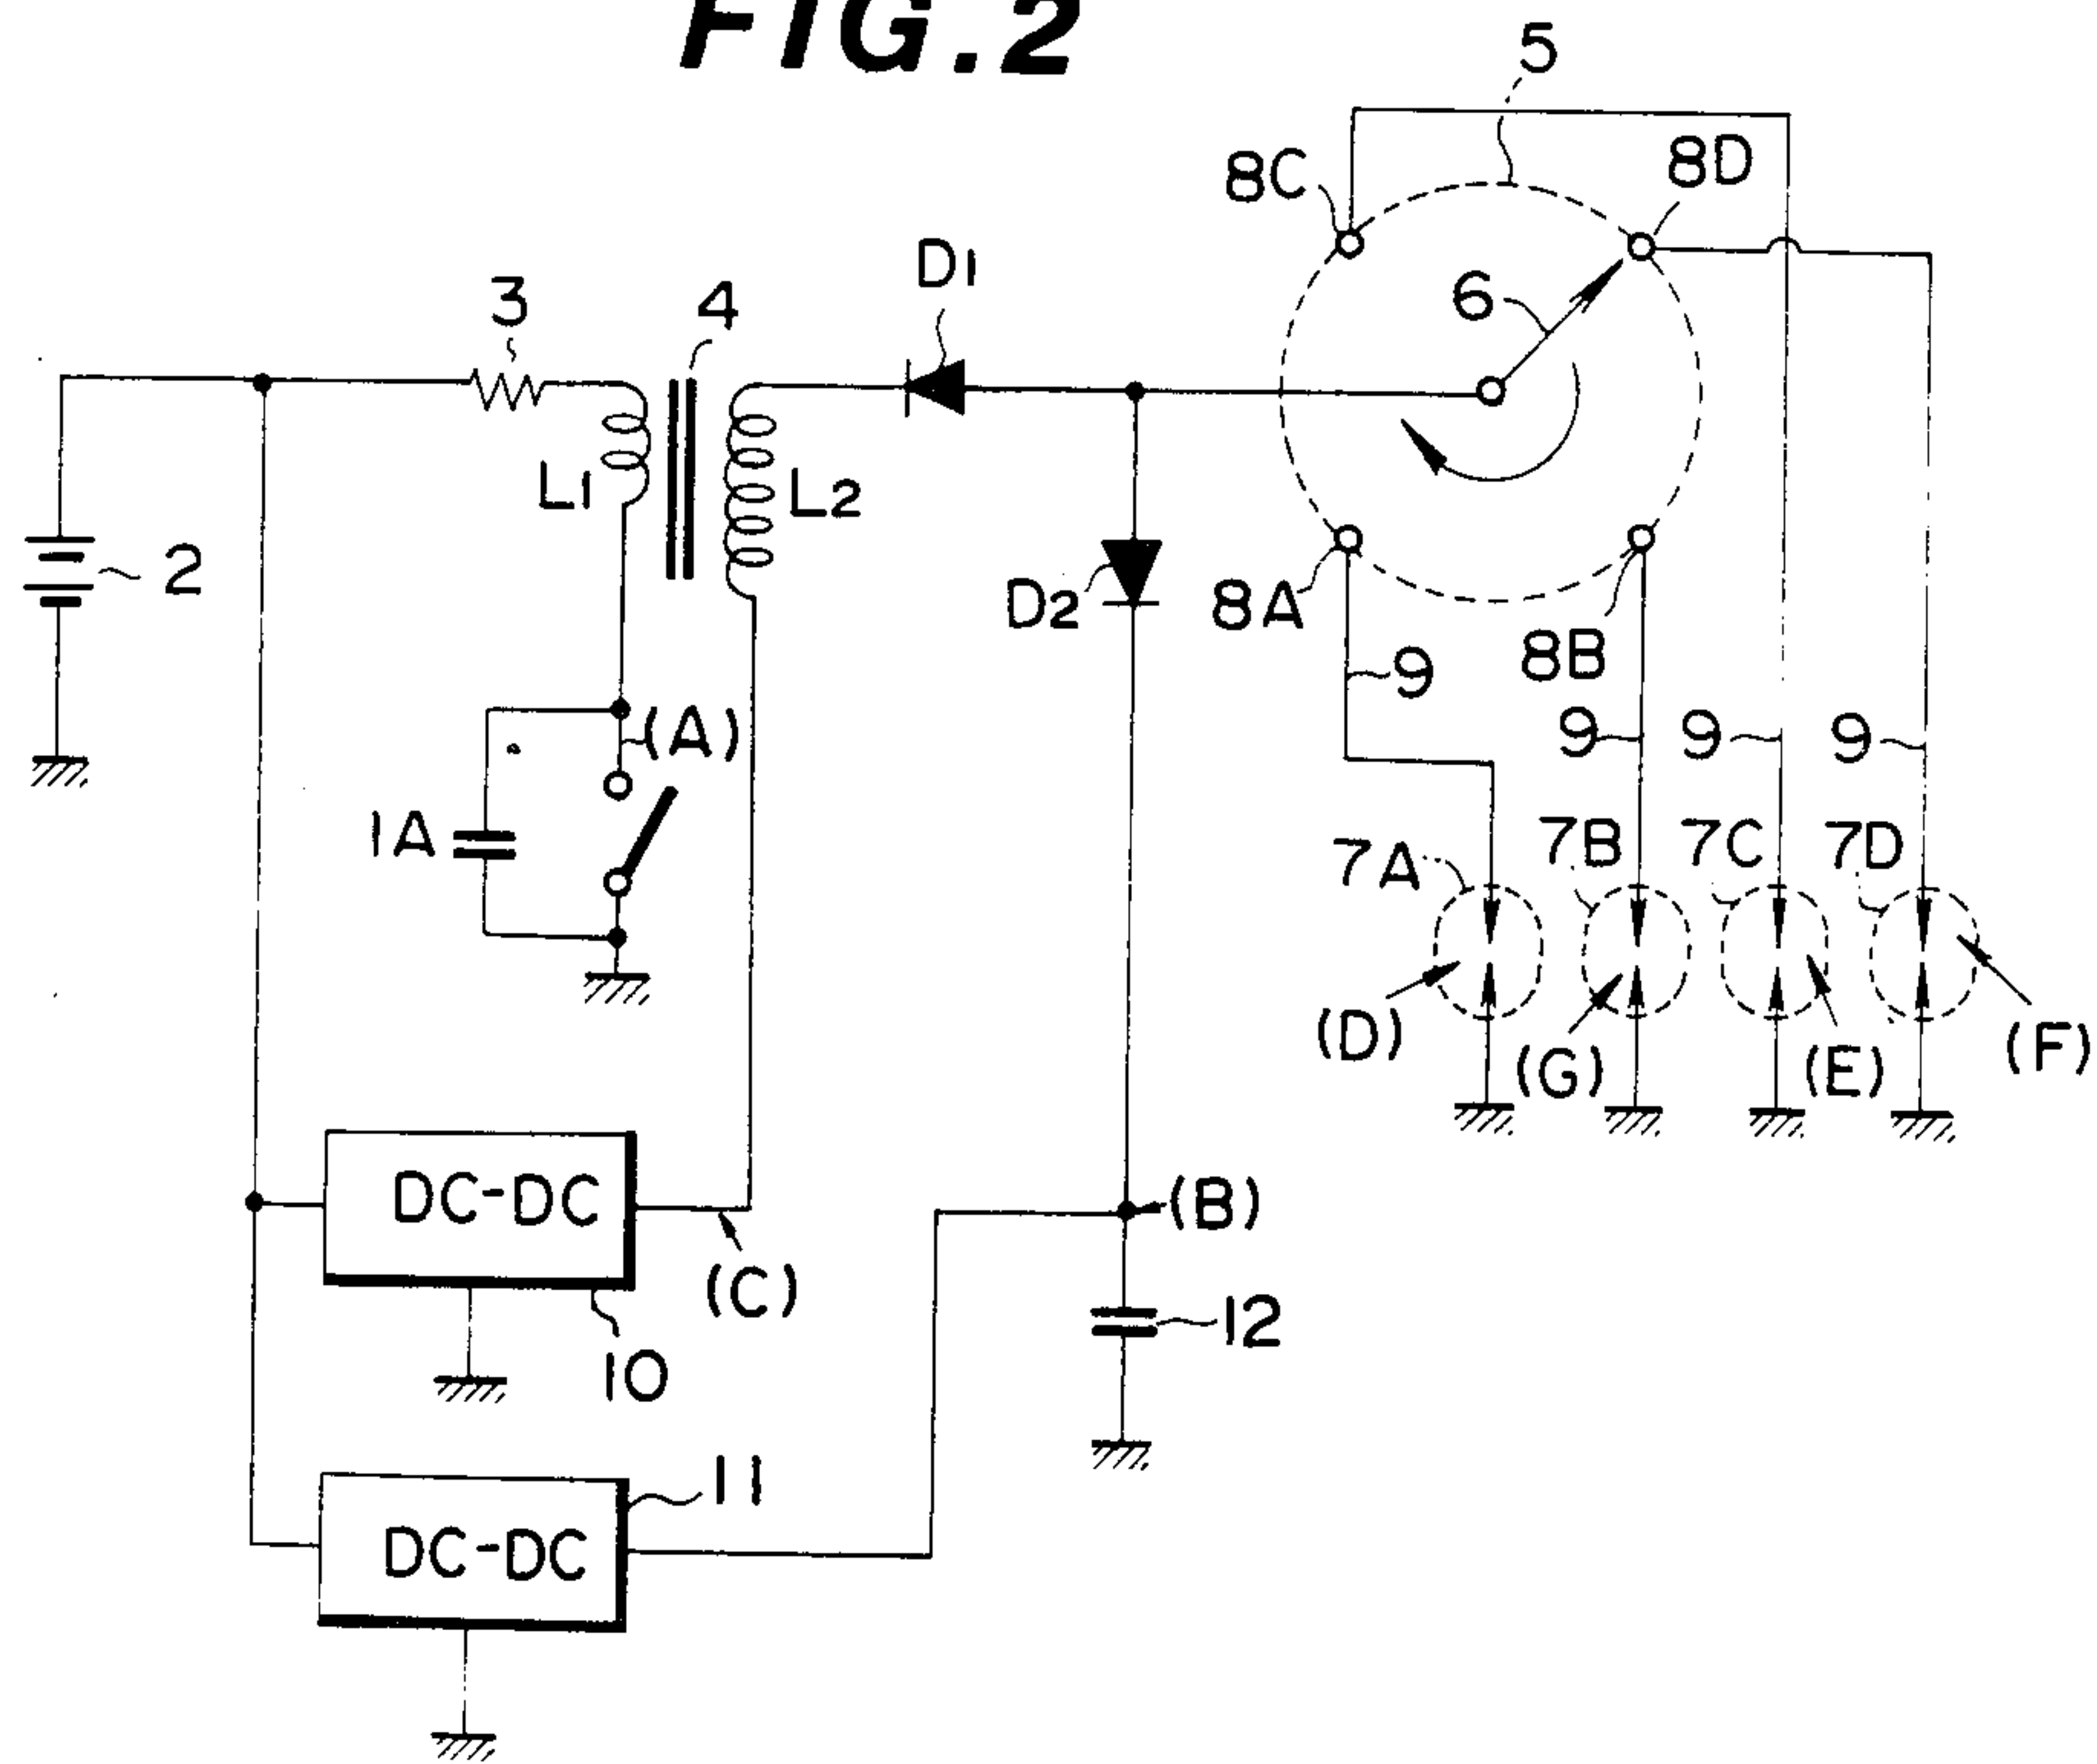 FIG.2
5
8C
8D
D1
6
3
4
L1
L2
2
D2
8A
8B
9
(A)
9
9
9
1A
7A
7B
7C
7D
(D)
(G)
(E)
(F)
DC-DC
(B)
(C)
12
10
11
DC-DC